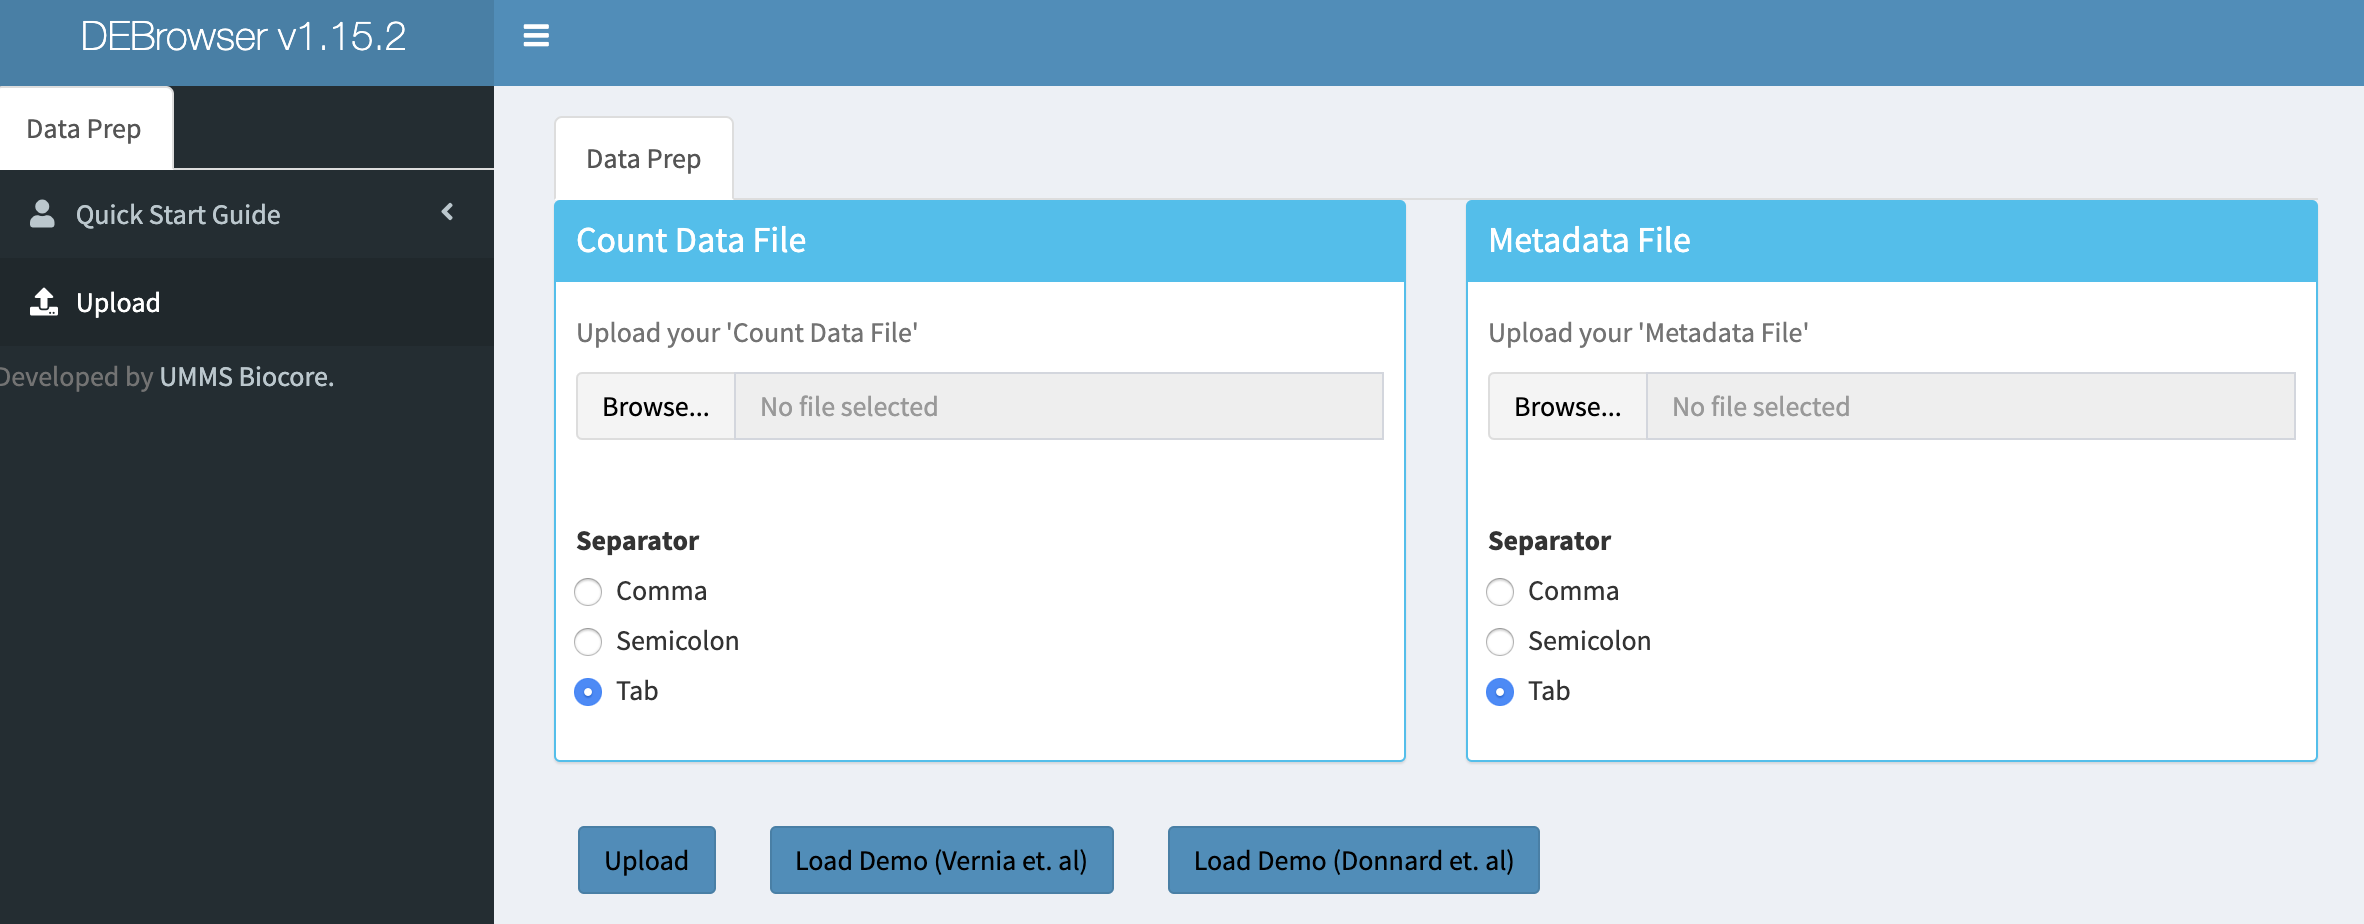 DEBrowser v1.15.2
Data Prep
Quick Start Guide
Upload
Developed by UMMS Biocore.
Data Prep
Count Data File
Upload your 'Count Data File'
Browse...
No file selected
Separator
Comma
Semicolon
Tab
Metadata File
Upload your 'Metadata File'
Browse...
No file selected
Separator
Comma
Semicolon
Tab
Upload
Load Demo (Vernia et. al)
Load Demo (Donnard et. al)